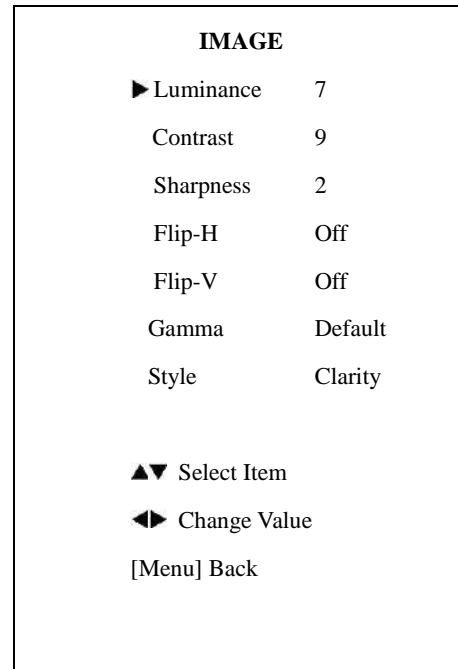 IMAGE
▶Luminance 7
Contrast 9
Sharpness 2
Flip-H Off
Flip-V Off
Gamma Default
Style Clarity
▲▼ Select Item
◀▶ Change Value
[Menu] Back